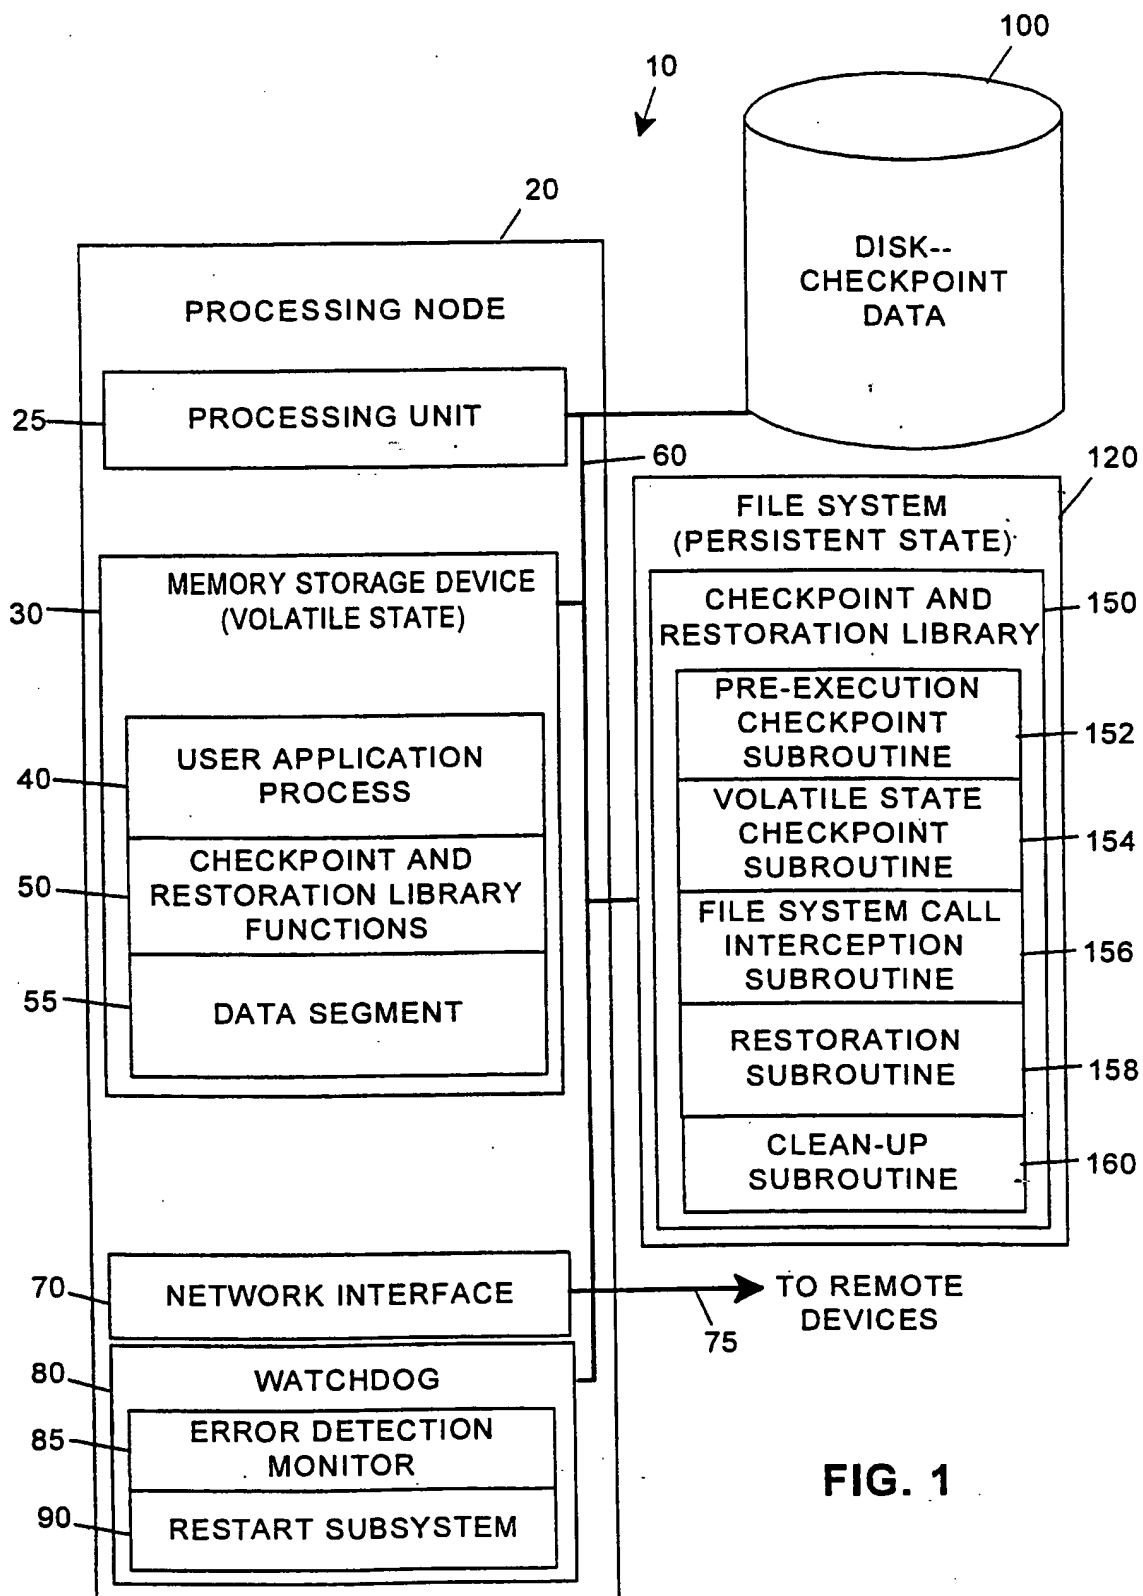 100
10
20
DISK--
CHECKPOINT
DATA
PROCESSING NODE
25
PROCESSING UNIT
60
120
FILE SYSTEM
(PERSISTENT STATE)
30
MEMORY STORAGE DEVICE
(VOLATILE STATE)
CHECKPOINT AND
RESTORATION LIBRARY
150
PRE-EXECUTION
CHECKPOINT
SUBROUTINE
152
40
USER APPLICATION
PROCESS
VOLATILE STATE
CHECKPOINT
SUBROUTINE
154
50
CHECKPOINT AND
RESTORATION LIBRARY
FUNCTIONS
FILE SYSTEM CALL
INTERCEPTION
SUBROUTINE
156
55
DATA SEGMENT
RESTORATION
SUBROUTINE
158
CLEAN-UP
SUBROUTINE
160
70
NETWORK INTERFACE
75
TO REMOTE
DEVICES
80
WATCHDOG
85
ERROR DETECTION
MONITOR
90
RESTART SUBSYSTEM
FIG. 1